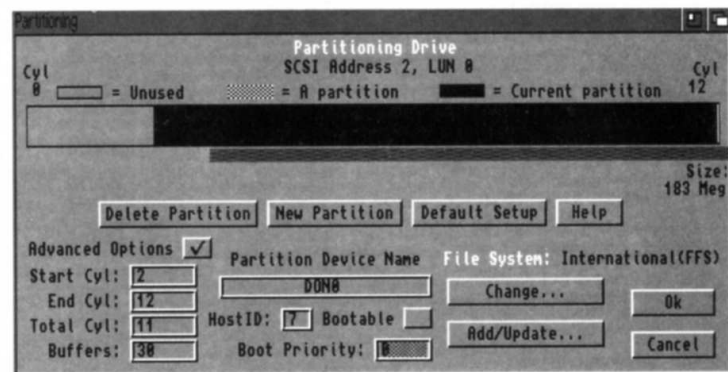 Partitioning
Partitioning Drive
SCSI Address 2, LUN 0
Cyl
0
Cyl
12
= Unused
= A partition
= Current partition
Size:
183 Meg
Delete Partition
New Partition
Default Setup
Help
Advanced Options
Start Cyl: 2
End Cyl: 12
Total Cyl: 11
Buffers: 30
Partition Device Name
DON0
HostID: 7
Bootable
Boot Priority: 0
File System: International(FFS)
Change...
Add/Update...
Ok
Cancel